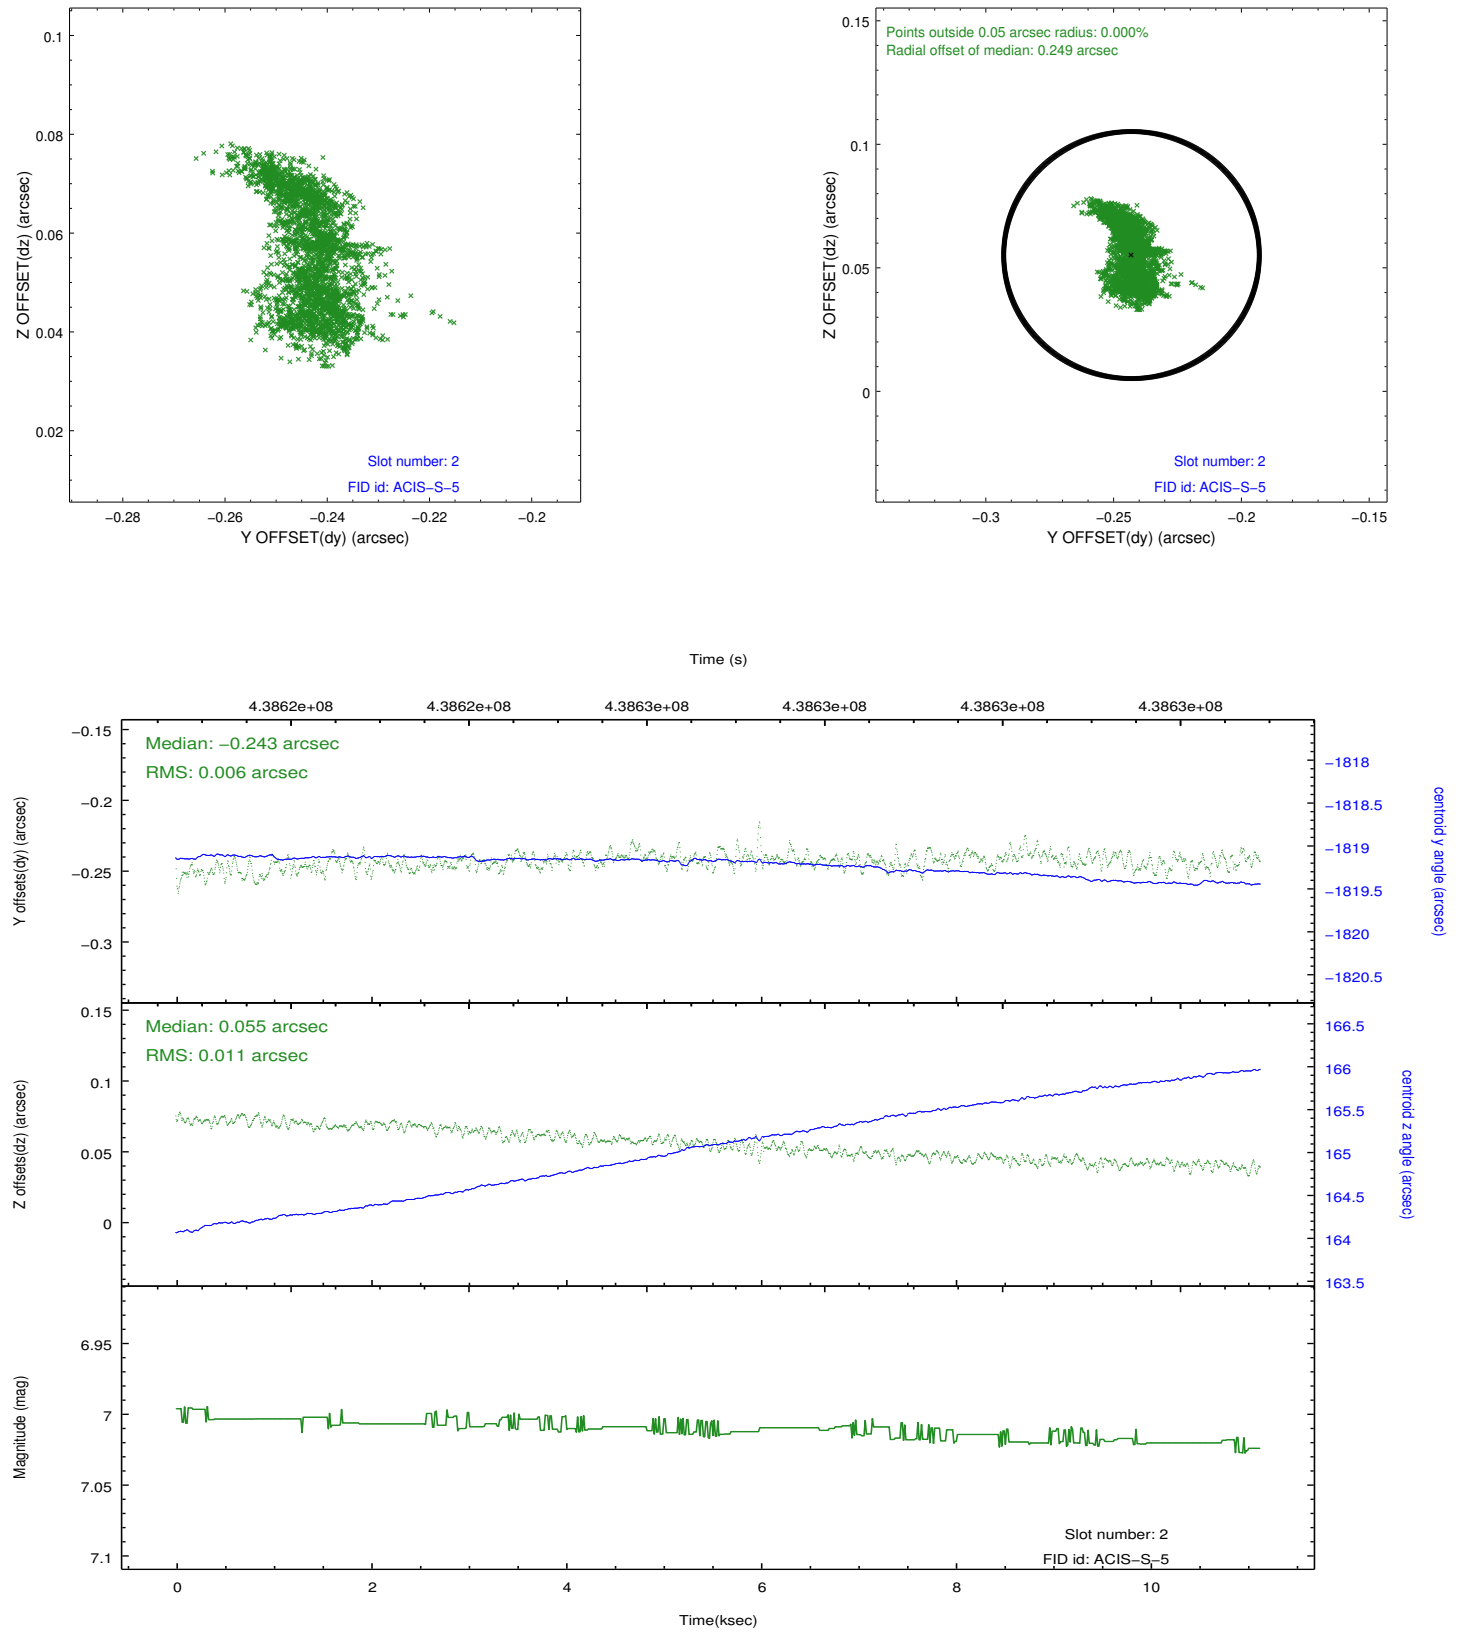 0.1
0.08
0.06
0.04
0.02
Z OFFSET(dz) (arcsec)
Slot number: 2
FID id: ACIS−S−5
−0.28 −0.26 −0.24 −0.22 −0.2
Y OFFSET(dy) (arcsec)
0.15
0.1
0.05
0
Z OFFSET(dz) (arcsec)
Points outside 0.05 arcsec radius: 0.000%
Radial offset of median: 0.249 arcsec
Slot number: 2
FID id: ACIS−S−5
−0.3 −0.25 −0.2 −0.15
Y OFFSET(dy) (arcsec)
Time (s)
4.3862e+08 4.3862e+08 4.3863e+08 4.3863e+08 4.3863e+08 4.3863e+08
−0.15
−0.2
−0.25
−0.3
Y offsets(dy) (arcsec)
Median: −0.243 arcsec
RMS: 0.006 arcsec
−1818
−1818.5
−1819
−1819.5
−1820
−1820.5
centroid y angle (arcsec)
0.15
0.1
0.05
0
Z offsets(dz) (arcsec)
Median: 0.055 arcsec
RMS: 0.011 arcsec
166.5
166
165.5
165
164.5
164
163.5
centroid z angle (arcsec)
6.95
7
7.05
7.1
Magnitude (mag)
Slot number: 2
FID id: ACIS−S−5
0 2 4 6 8 10
Time(ksec)